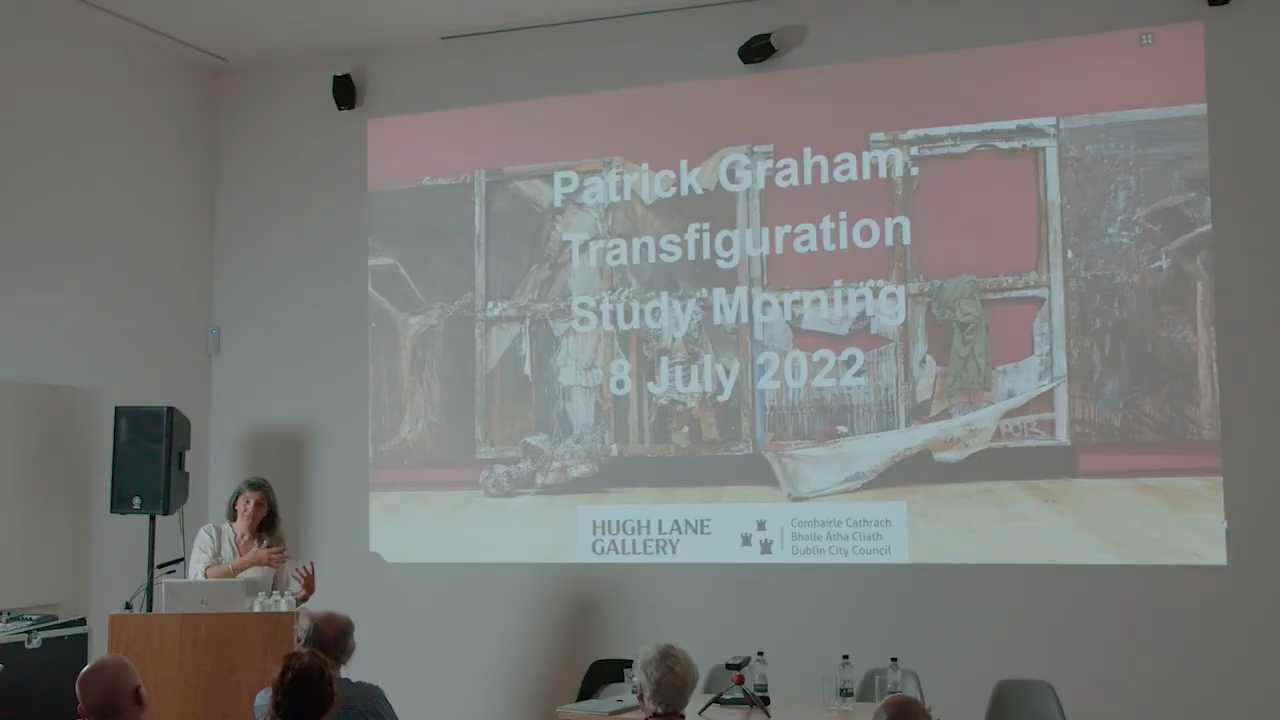 Patrick Graham:
Transfiguration
Study Morning
8 July 2022
HUGH LANE
GALLERY
Comhairle Cathrach
Bhaile Átha Cliath
Dublin City Council